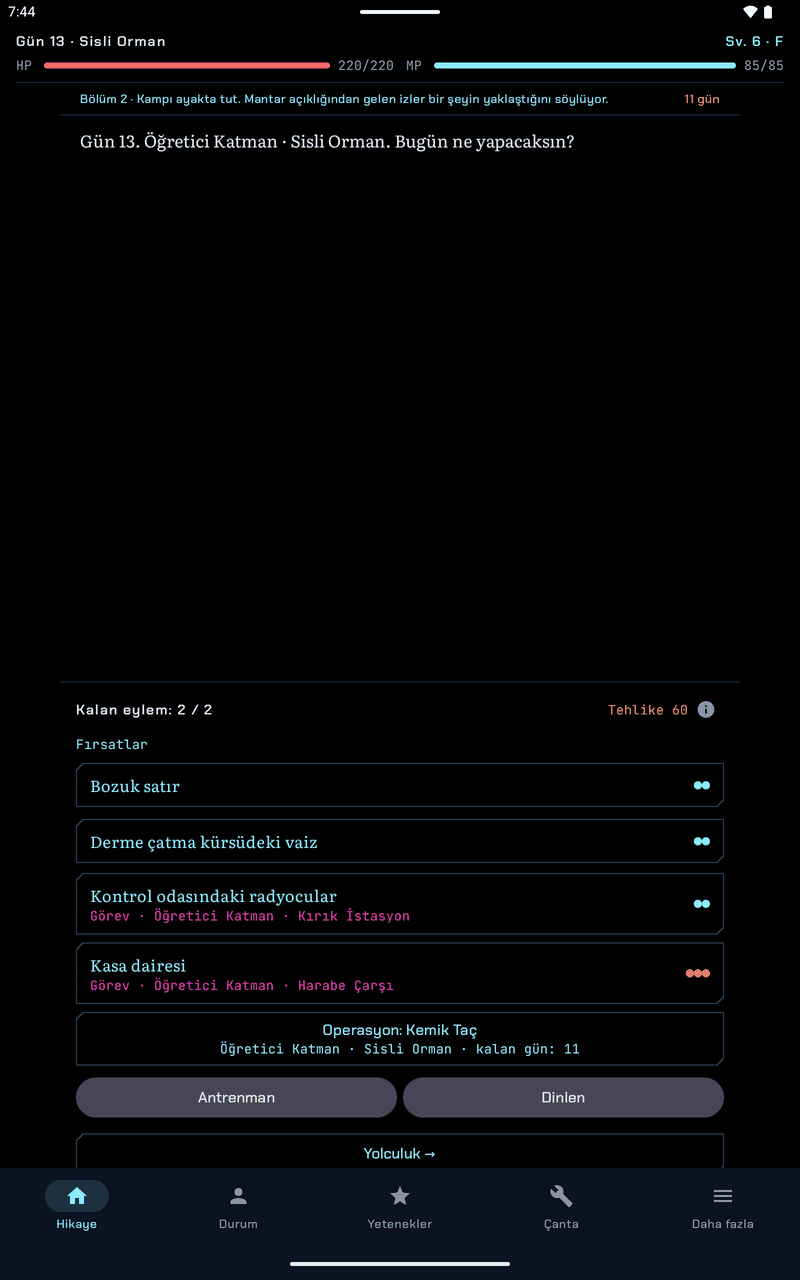 7:44
Gün 13 · Sisli Orman
Sv. 6 · F
HP 220/220 MP 85/85
Bölüm 2 · Kampı ayakta tut. Mantar açıklığından gelen izler bir şeyin yaklaştığını söylüyor.
11 gün
Gün 13. Öğretici Katman · Sisli Orman. Bugün ne yapacaksın?
Kalan eylem: 2 / 2
Tehlike 60
Fırsatlar
Bozuk satır
Derme çatma kürsüdeki vaiz
Kontrol odasındaki radyocular
Görev · Öğretici Katman · Kırık İstasyon
Kasa dairesi
Görev · Öğretici Katman · Harabe Çarşı
Operasyon: Kemik Taç
Öğretici Katman · Sisli Orman · kalan gün: 11
Antrenman
Dinlen
Yolculuk →
Hikaye
Durum
Yetenekler
Çanta
Daha fazla